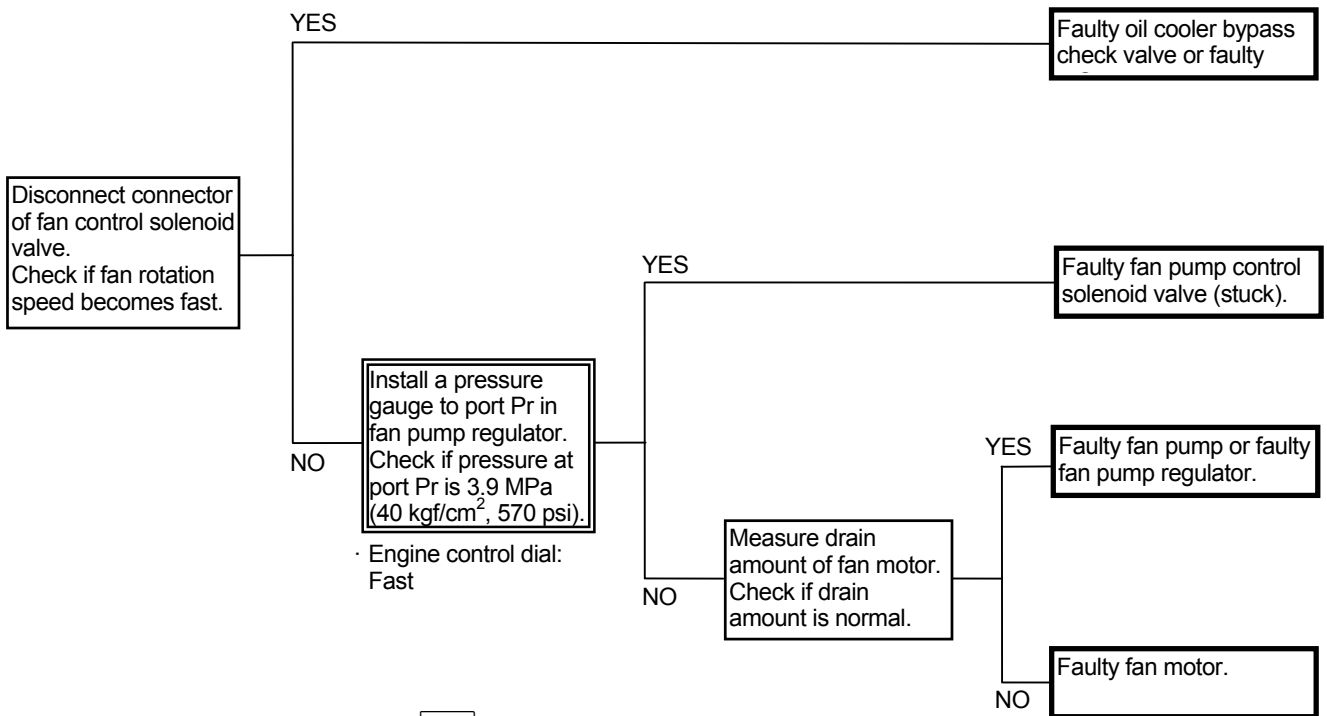 YES
Faulty oil cooler bypass
check valve or faulty
Disconnect connector
of fan control solenoid
valve.
Check if fan rotation
speed becomes fast.
YES
Faulty fan pump control
solenoid valve (stuck).
NO
Install a pressure
gauge to port Pr in
fan pump regulator.
Check if pressure at
port Pr is 3.9 MPa
(40 kgf/cm², 570 psi).
· Engine control dial:
Fast
YES
Faulty fan pump or faulty
fan pump regulator.
NO
Measure drain
amount of fan motor.
Check if drain
amount is normal.
NO
Faulty fan motor.